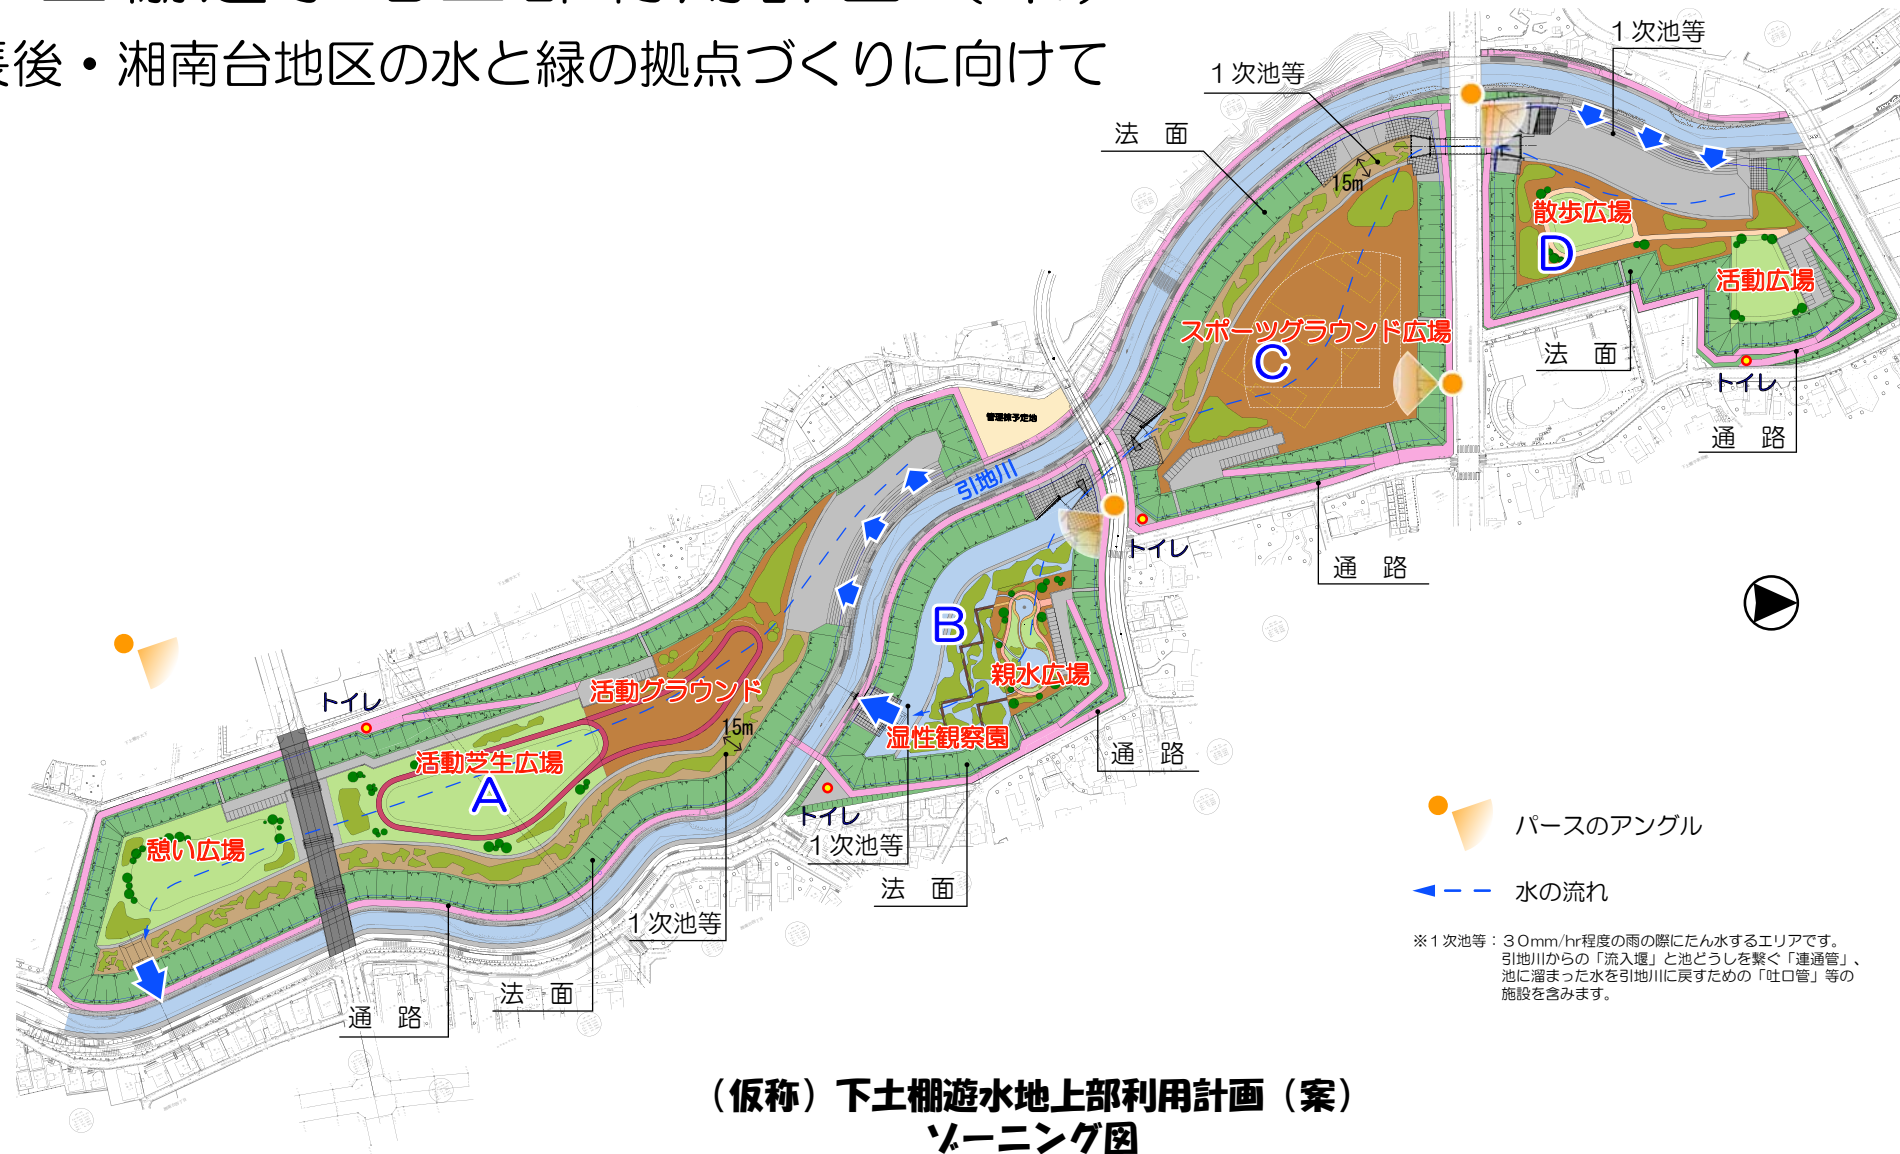 後・湘南台地区の水と緑の拠点づくりに向けて
1次池等
1次池等
法　面
15m
散歩広場
D
活動広場
スポーツグラウンド広場
C
法　面
トイレ
通　路
管理棟予定地
引地川
トイレ
通　路
B
親水広場
湿性観察園
通　路
トイレ
活動グラウンド
15m
活動芝生広場
A
トイレ
1次池等
憩い広場
法　面
1次池等
法　面
通　路
パースのアングル
水の流れ
※1次池等：30mm/hr程度の雨の際にたん水するエリアです。
引地川からの「流入堰」と池どうしを繋ぐ「連通管」、
池に溜まった水を引地川に戻すための「吐口管」等の
施設を含みます。
（仮称）下土棚遊水地上部利用計画（案）
ゾーニング図